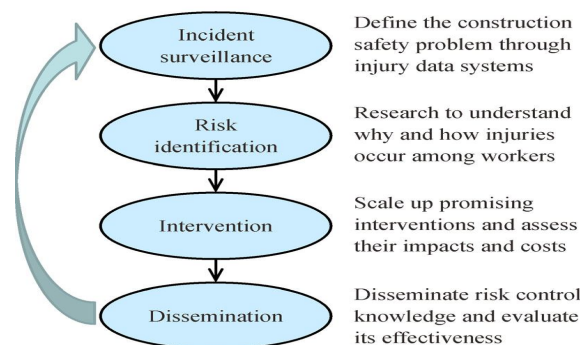 Incident
surveillance
Define the construction
safety problem through
injury data systems
Risk
identification
Research to understand
why and how injuries
occur among workers
Intervention
Scale up promising
interventions and assess
their impacts and costs
Dissemination
Disseminate risk control
knowledge and evaluate
its effectiveness